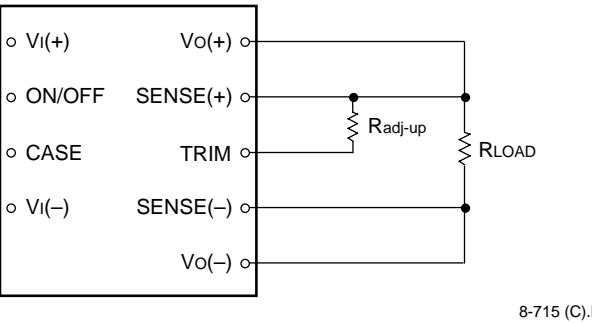 VI(+) VO(+)
ON/OFF SENSE(+)
Radj-up
CASE TRIM RLOAD
VI(–) SENSE(–)
VO(–)
8-715 (C).